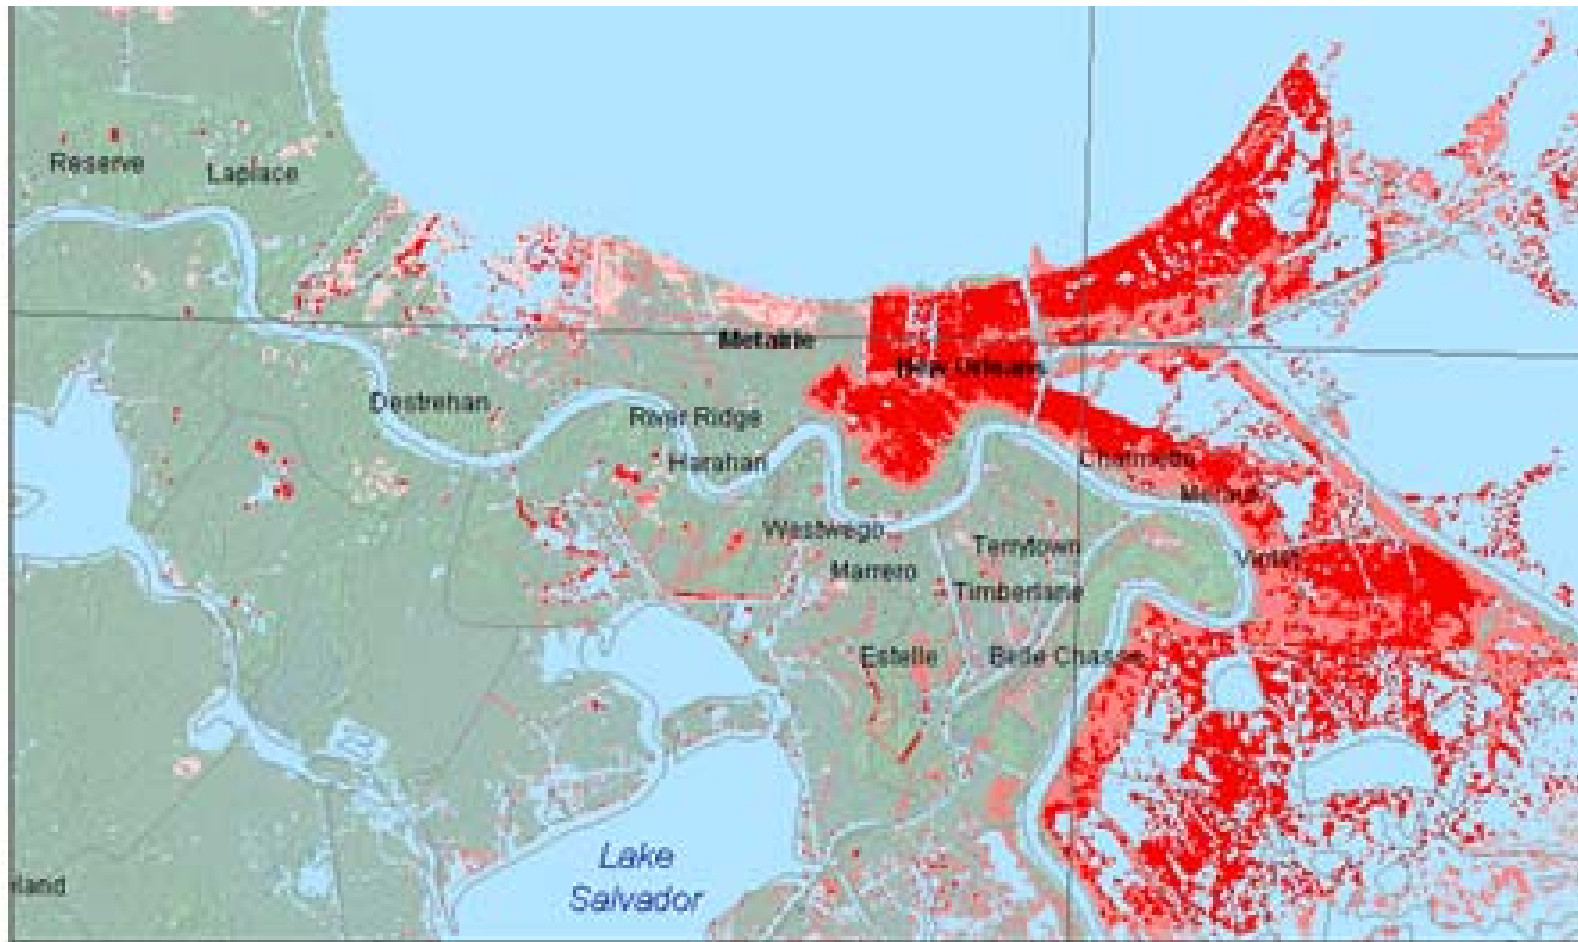 Reserve
Laplace
Metairie
New Orleans
Destrehan
River Ridge
Harahan
Chalmette
Meraux
Westwego
Terrytown
Violet
Marrero
Timberlane
Estelle
Belle Chasse
Lake
Salvador